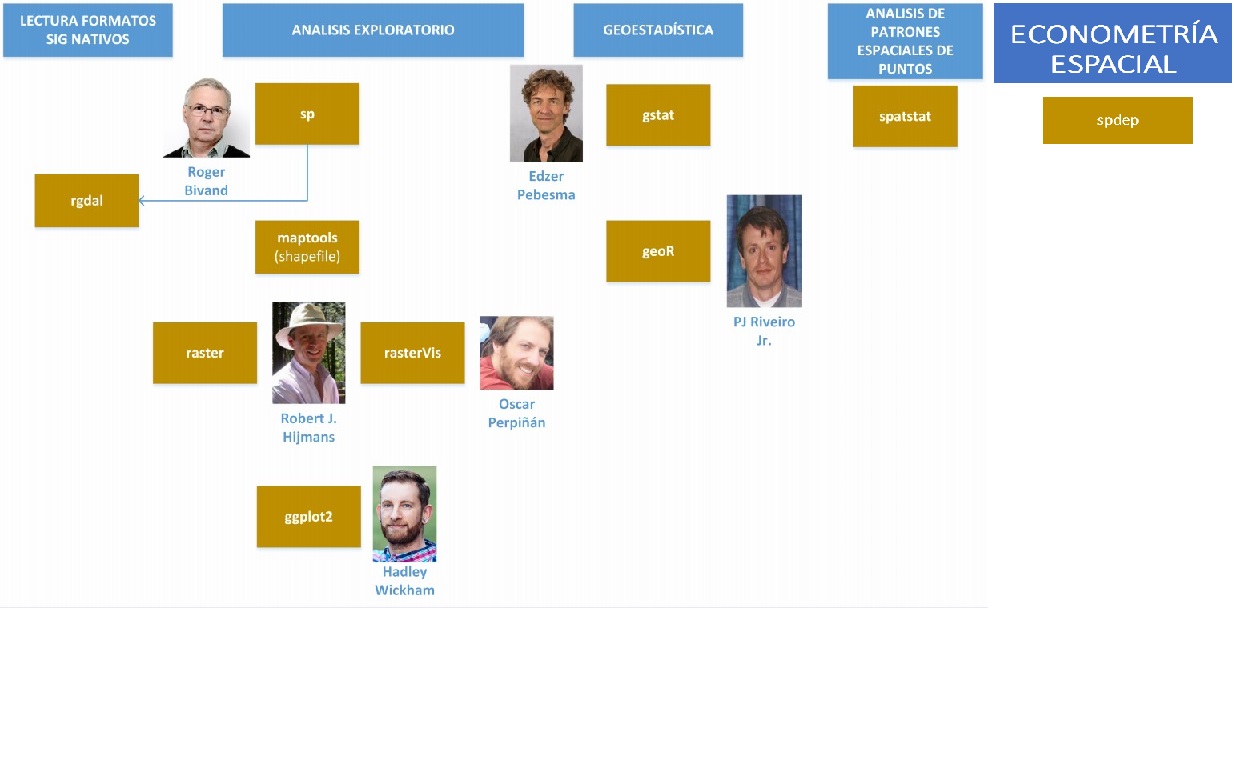 LECTURA FORMATOS
SIG NATIVOS
ANALISIS EXPLORATORIO
GEOESTADÍSTICA
ANALISIS DE
PATRONES
ESPACIALES DE
PUNTOS
ECONOMETRÍA
ESPACIAL
sp
gstat
spatstat
spdep
Roger
Bivand
Edzer
Pebesma
rgdal
maptools
(shapefile)
geoR
PJ Riveiro
Jr.
raster
rasterVis
Robert J.
Hijmans
Oscar
Perpiñán
ggplot2
Hadley
Wickham